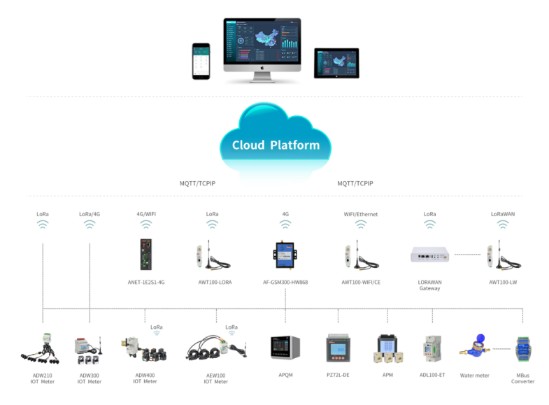 Cloud Platform
MQTT/TCPIP MQTT/TCPIP
LoRa LoRa/4G 4G/WIFI LoRa 4G WIFI/Ethernet LoRa LoRaWAN
ANET-1E2S1-4G AWT100-LORA AF-GSM300-HW868 AWT100-WIFI/CE LORAWAN AWT100-LW
Gateway
LoRa LoRa
ADW210 ADW300 ADW400 AEW100 APQM P272L-DE APM ADL100-ET Water meter MBus
IOT Meter IOT Meter IOT Meter IOT Meter Converter